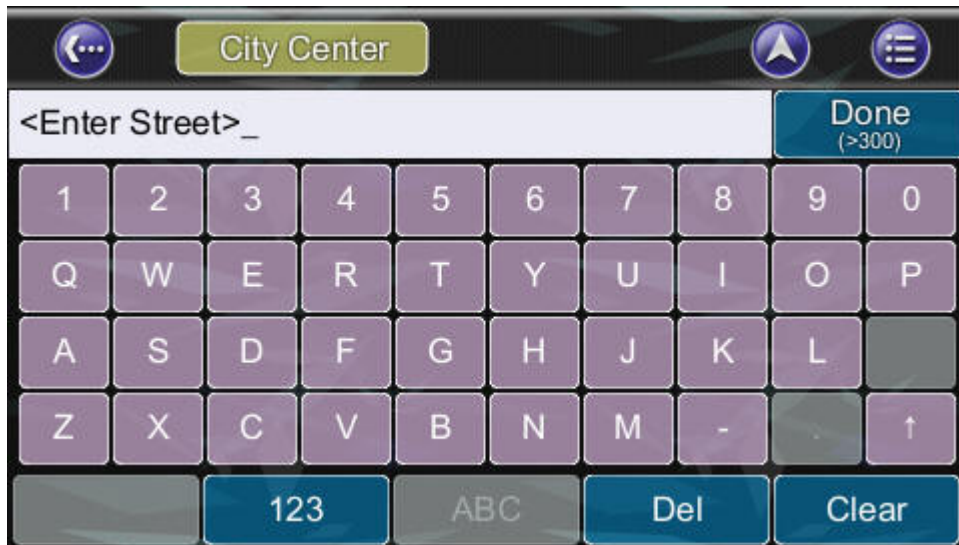 City Center
<Enter Street>_
Done
(>300)
1 2 3 4 5 6 7 8 9 0
Q W E R T Y U I O P
A S D F G H J K L
Z X C V B N M - . ↑
123 ABC Del Clear